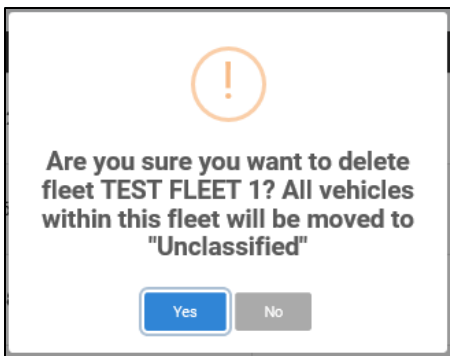 Are you sure you want to delete
fleet TEST FLEET 1? All vehicles
within this fleet will be moved to
"Unclassified"
Yes
No